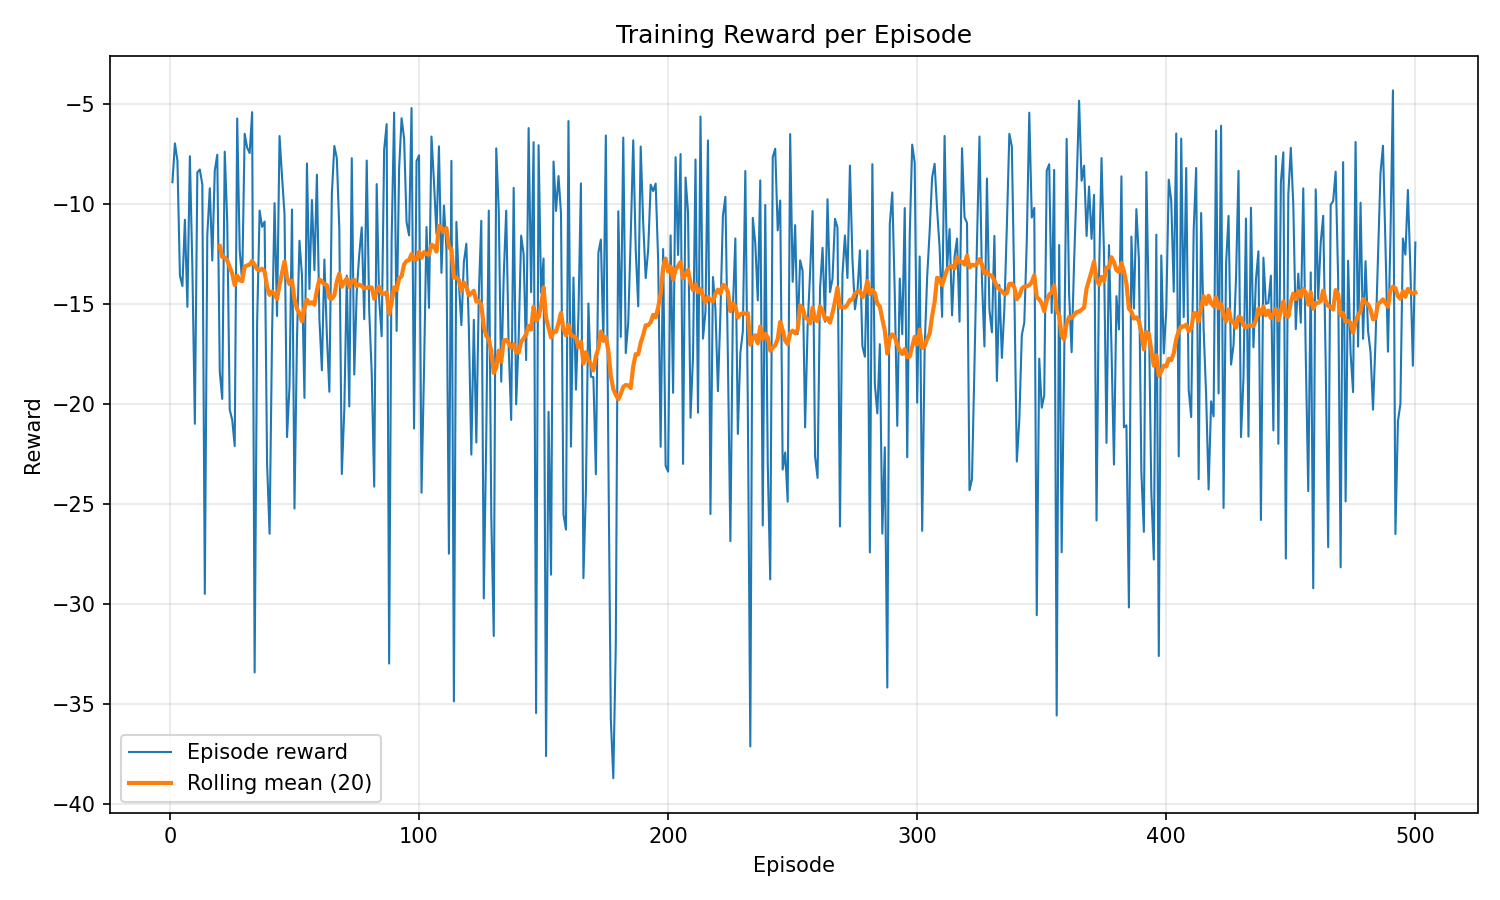 Training Reward per Episode
Reward
−5
−10
−15
−20
−25
−30
−35
−40
Episode reward
Rolling mean (20)
0
100
200
300
400
500
Episode